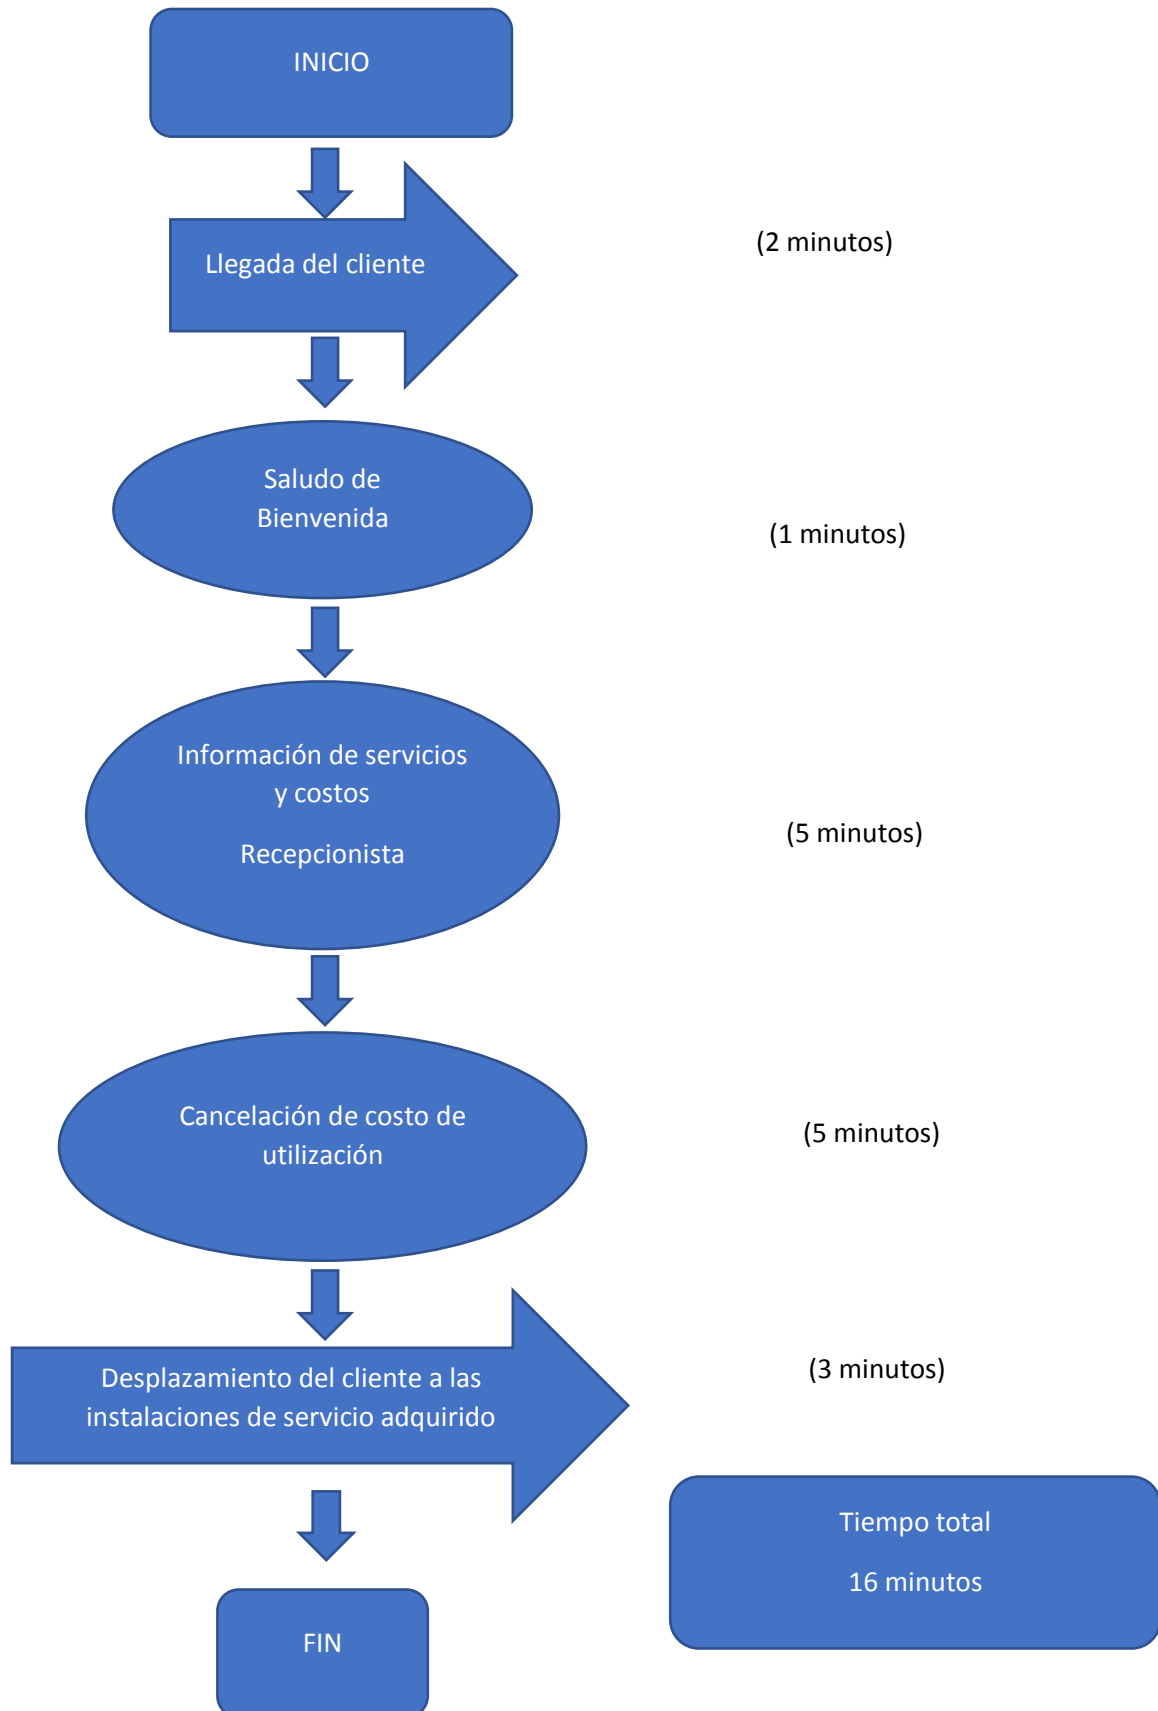 INICIO
Llegada del cliente
(2 minutos)
Saludo de
Bienvenida
(1 minutos)
Información de servicios
y costos
Recepcionista
(5 minutos)
Cancelación de costo de
utilización
(5 minutos)
Desplazamiento del cliente a las
instalaciones de servicio adquirido
(3 minutos)
Tiempo total
16 minutos
FIN